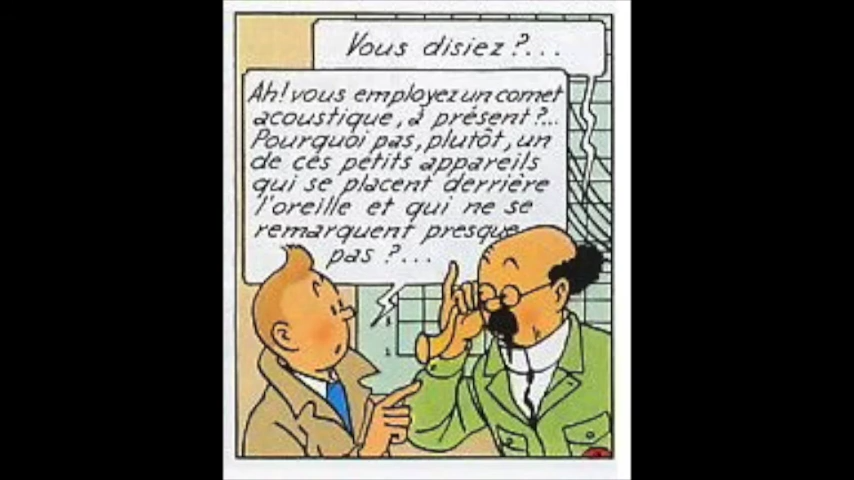 Vous disiez?...
Ah! vous employez un cornet
acoustique, à présent?...
Pourquoi pas, plutôt, un
de ces petits appareils
qui se placent derrière
l'oreille et qui ne se
remarquent presque
pas?...